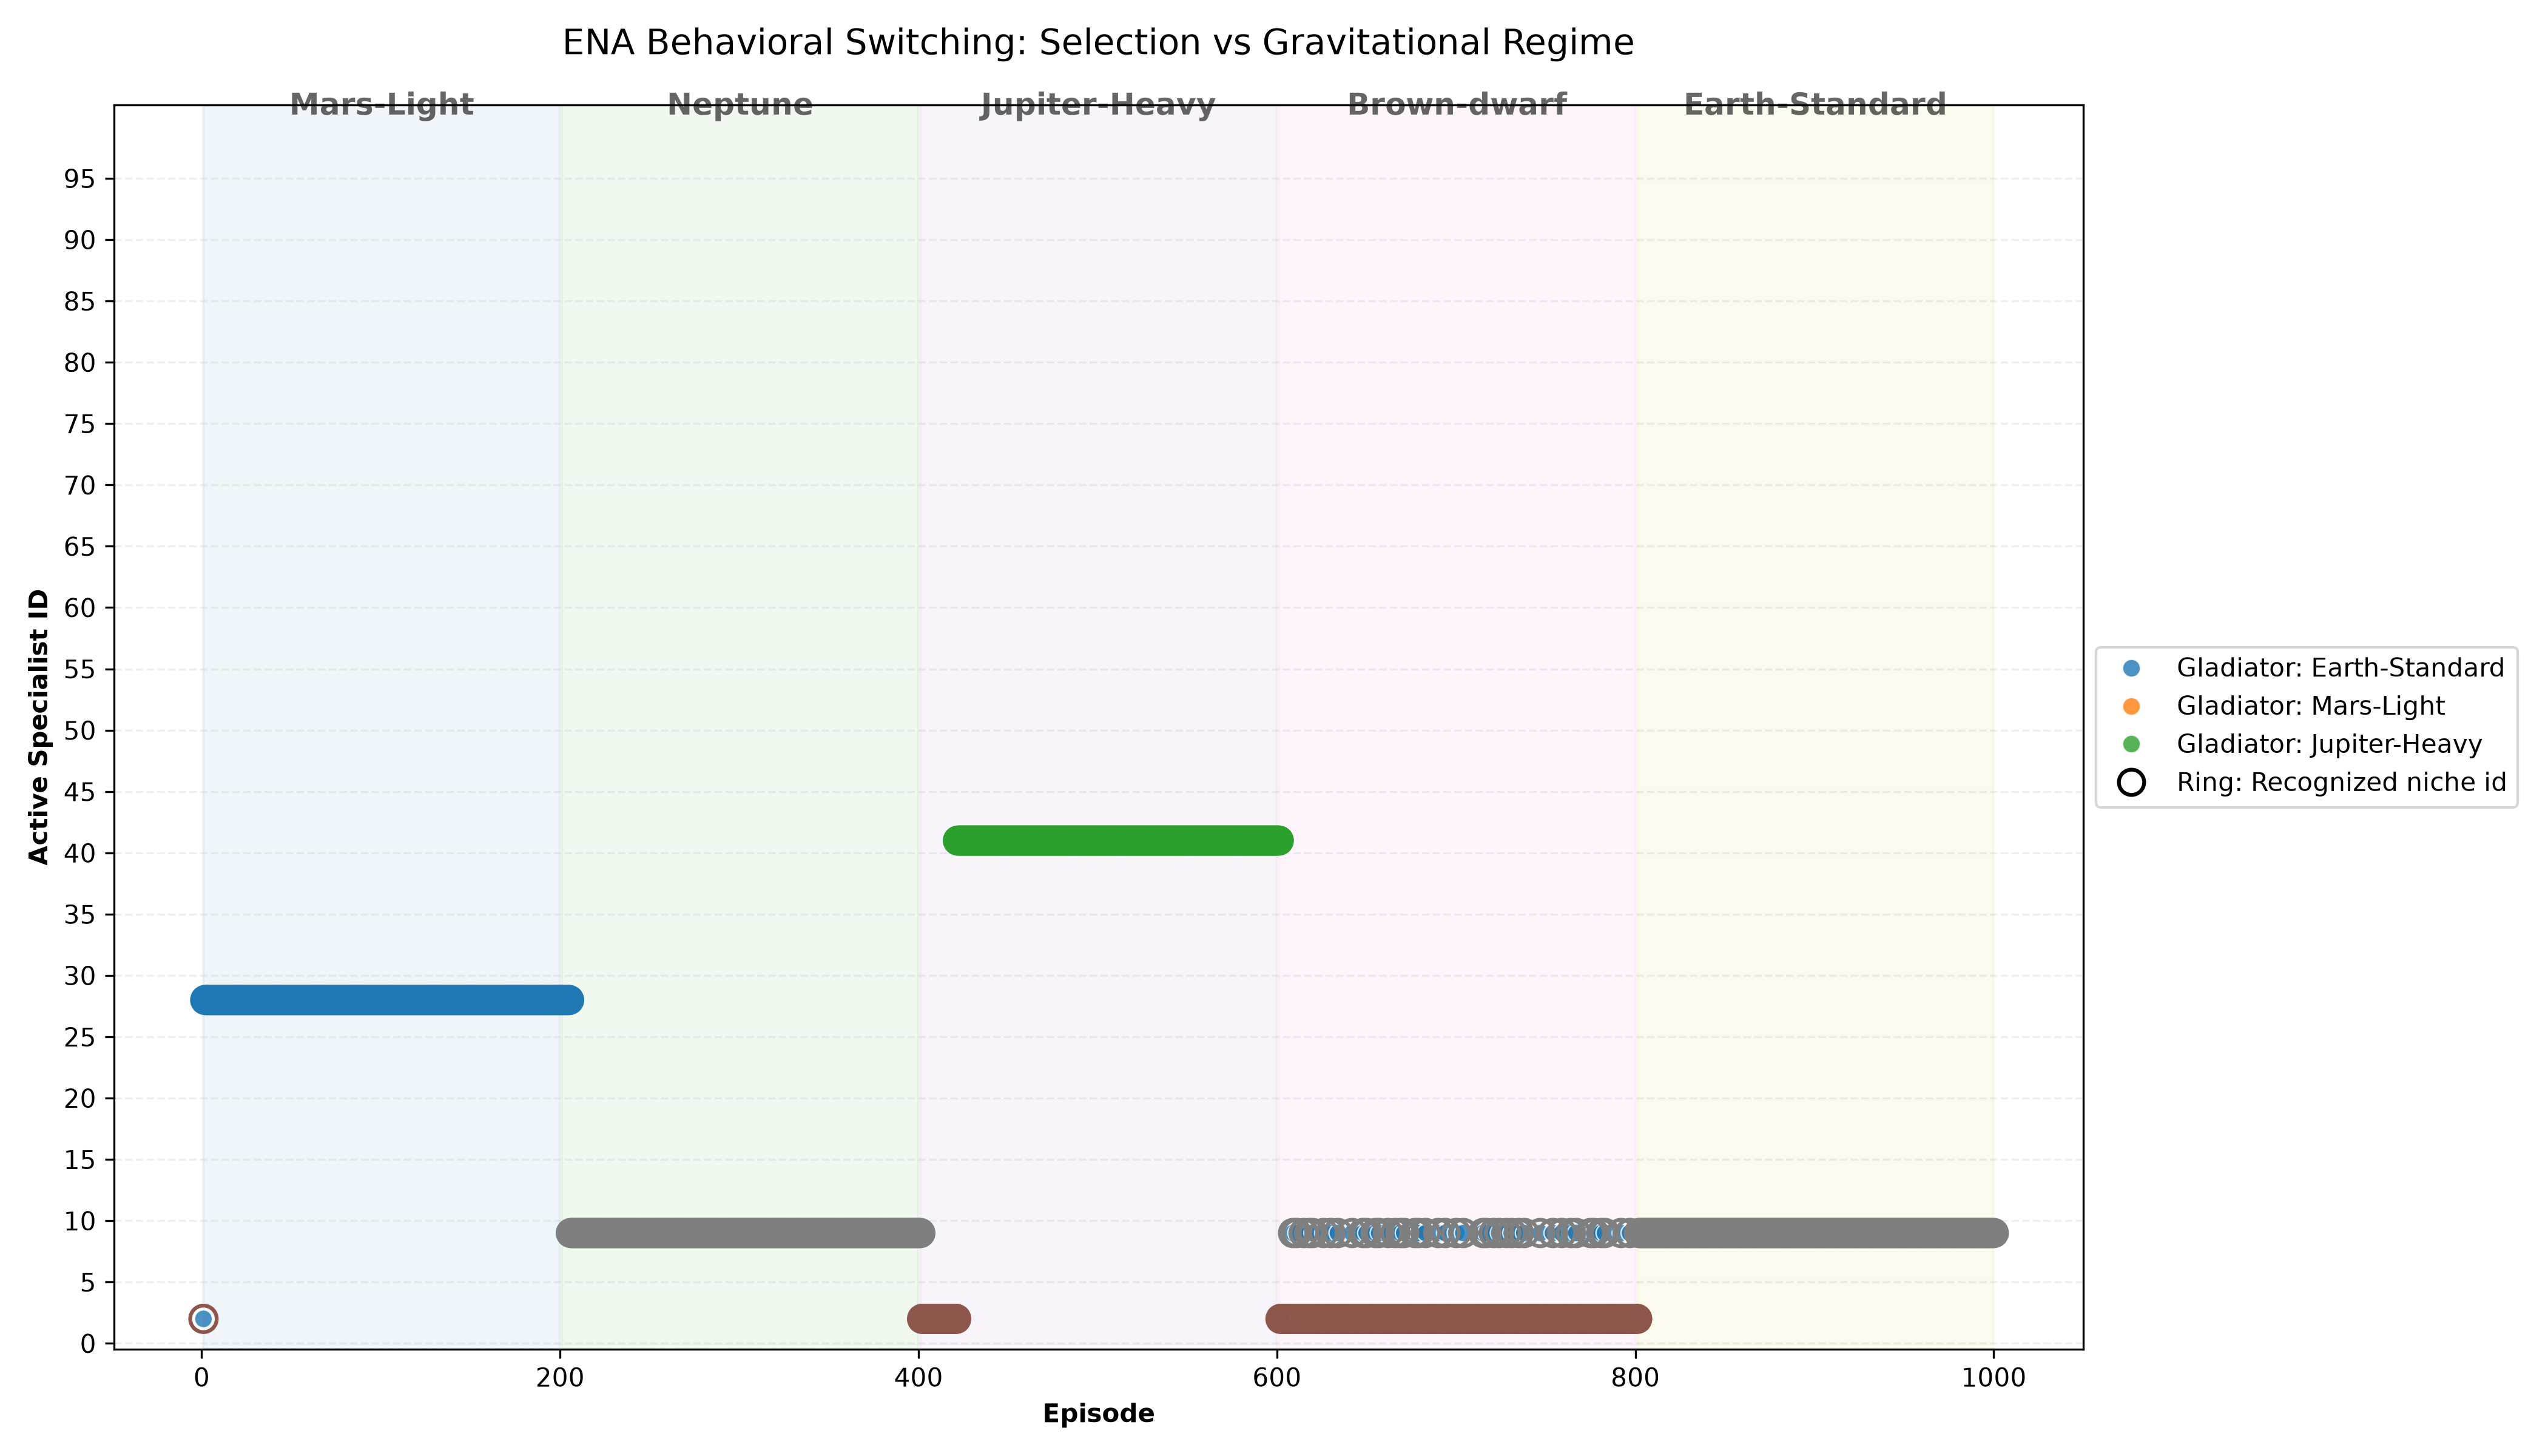 ENA Behavioral Switching: Selection vs Gravitational Regime
Mars-Light Neptune Jupiter-Heavy Brown-dwarf Earth-Standard
95
90
85
80
75
70
65
60
55
50
45
40
35
30
25
20
15
10
5
0
Active Specialist ID
0 200 400 600 800 1000
Episode
Gladiator: Earth-Standard
Gladiator: Mars-Light
Gladiator: Jupiter-Heavy
Ring: Recognized niche id